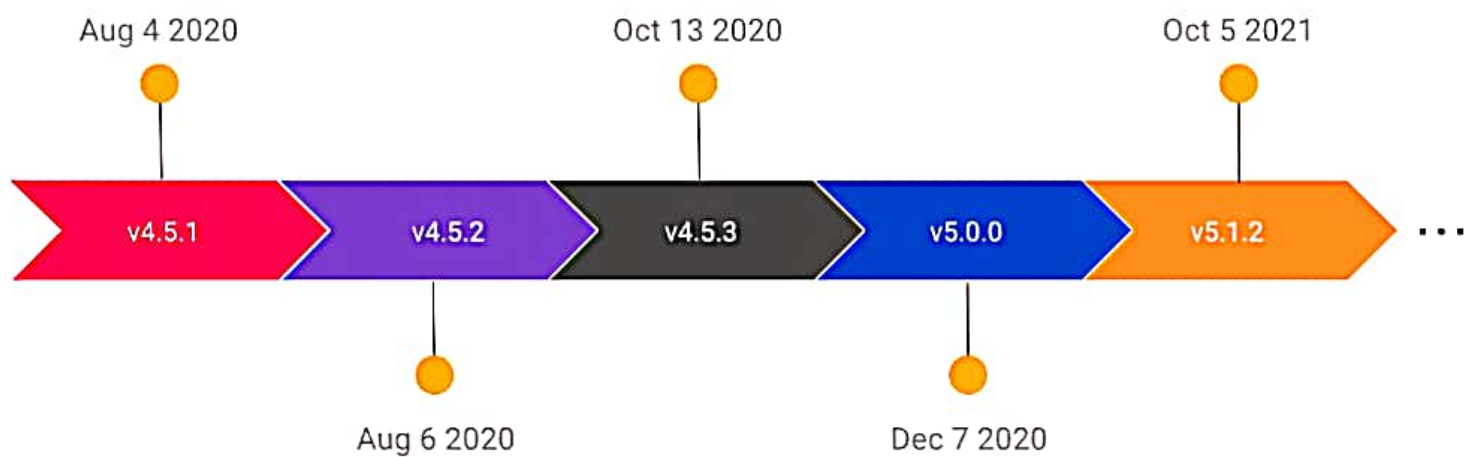 Aug 4 2020
Oct 13 2020
Oct 5 2021
v4.5.1
v4.5.2
v4.5.3
v5.0.0
v5.1.2
...
Aug 6 2020
Dec 7 2020